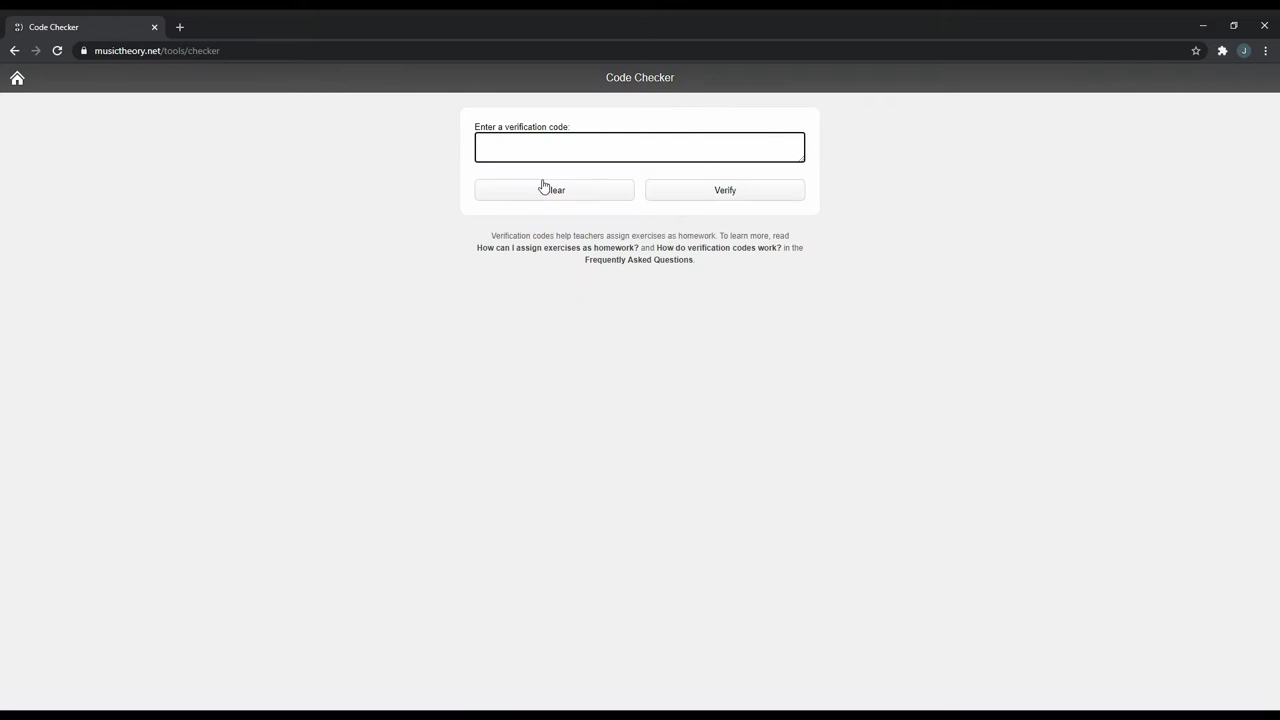 Code Checker
musictheory.net/tools/checker
J
Code Checker
Enter a verification code:
lear
Verify
Verification codes help teachers assign exercises as homework. To learn more, read
How can I assign exercises as homework? and How do verification codes work? in the
Frequently Asked Questions.